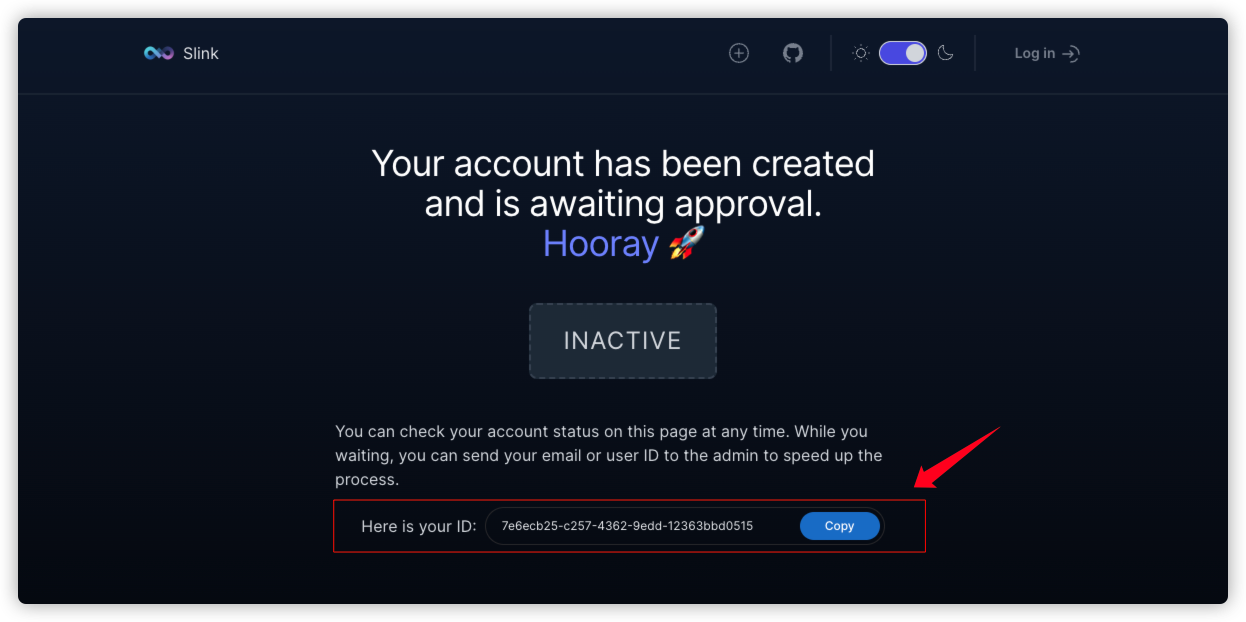 Slink
Log in
Your account has been created
and is awaiting approval.
Hooray 🚀
INACTIVE
You can check your account status on this page at any time. While you
waiting, you can send your email or user ID to the admin to speed up the
process.
Here is your ID: 7e6ecb25-c257-4362-9edd-12363bbd0515 Copy